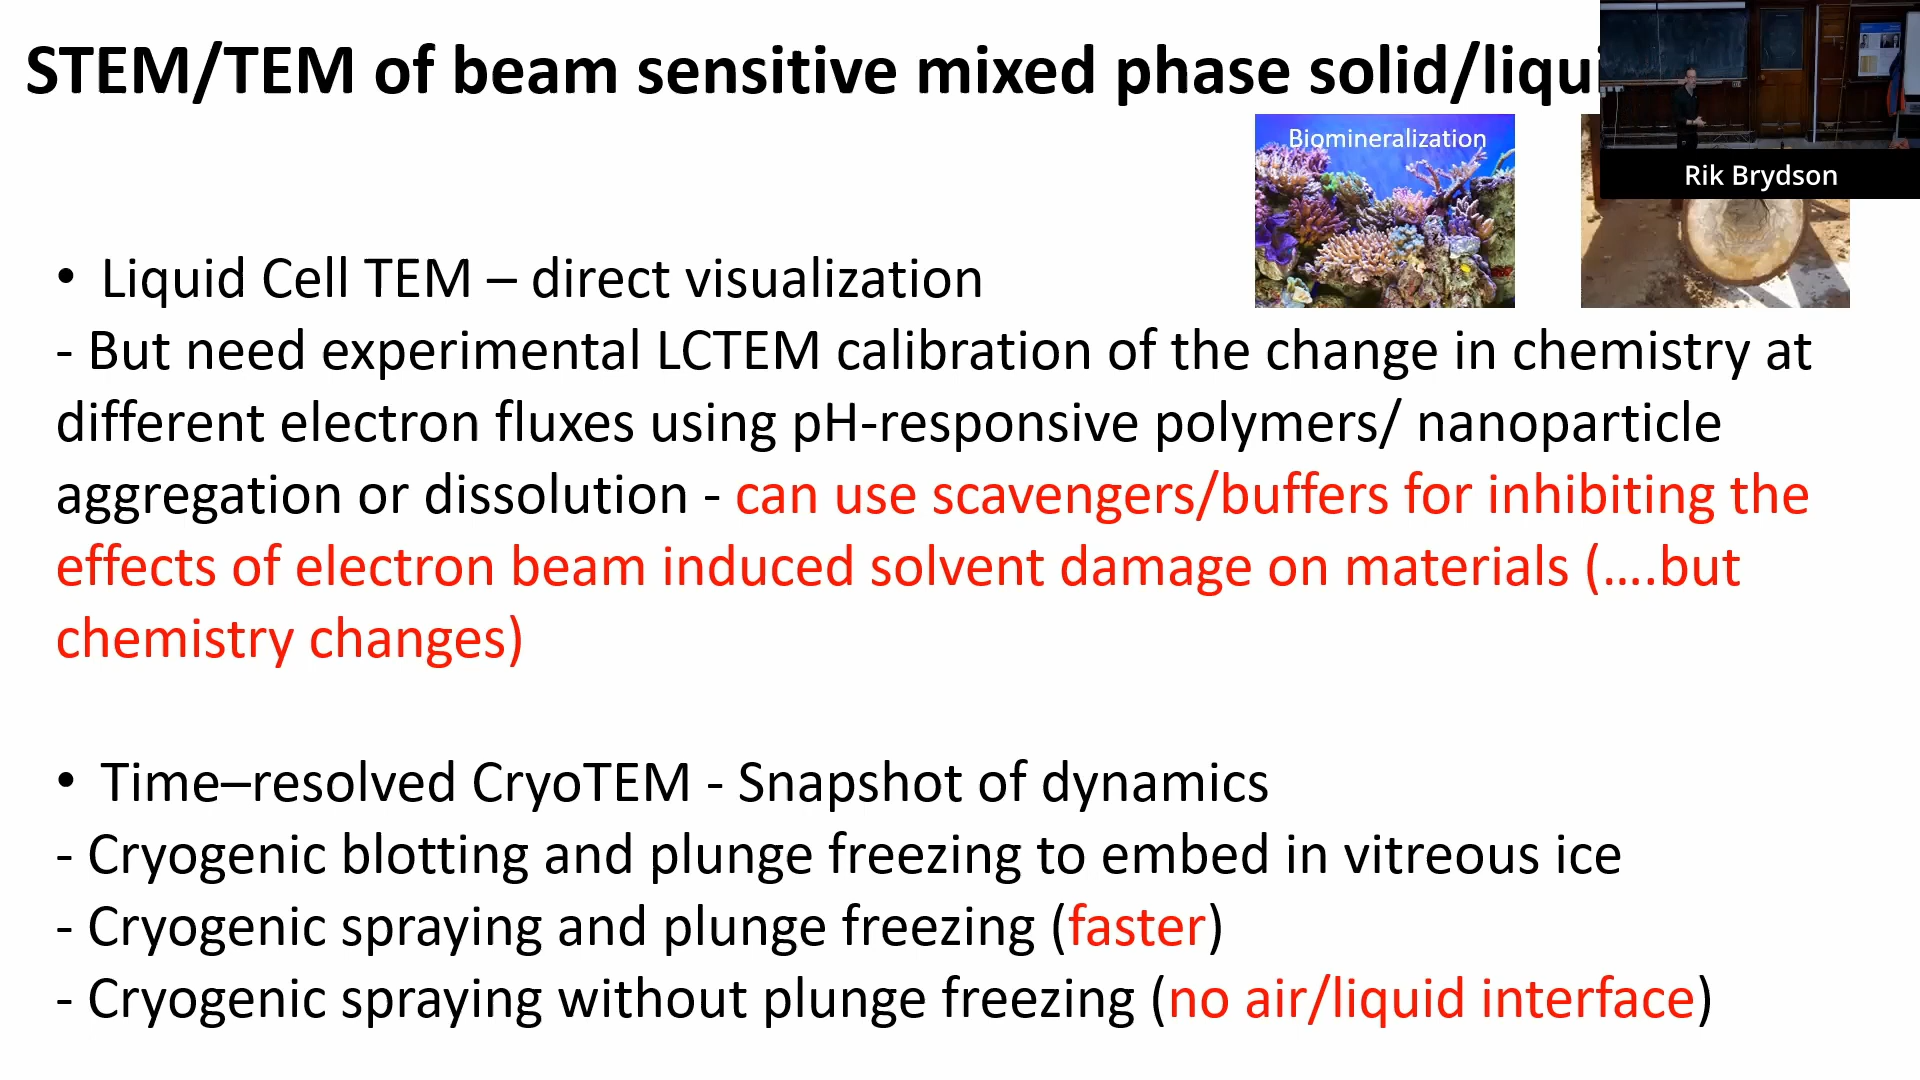 STEM/TEM of beam sensitive mixed phase solid/liqui
Biomineralization
Rik Brydson
• Liquid Cell TEM – direct visualization
- But need experimental LCTEM calibration of the change in chemistry at
different electron fluxes using pH-responsive polymers/ nanoparticle
aggregation or dissolution - can use scavengers/buffers for inhibiting the
effects of electron beam induced solvent damage on materials (….but
chemistry changes)
• Time–resolved CryoTEM - Snapshot of dynamics
- Cryogenic blotting and plunge freezing to embed in vitreous ice
- Cryogenic spraying and plunge freezing (faster)
- Cryogenic spraying without plunge freezing (no air/liquid interface)